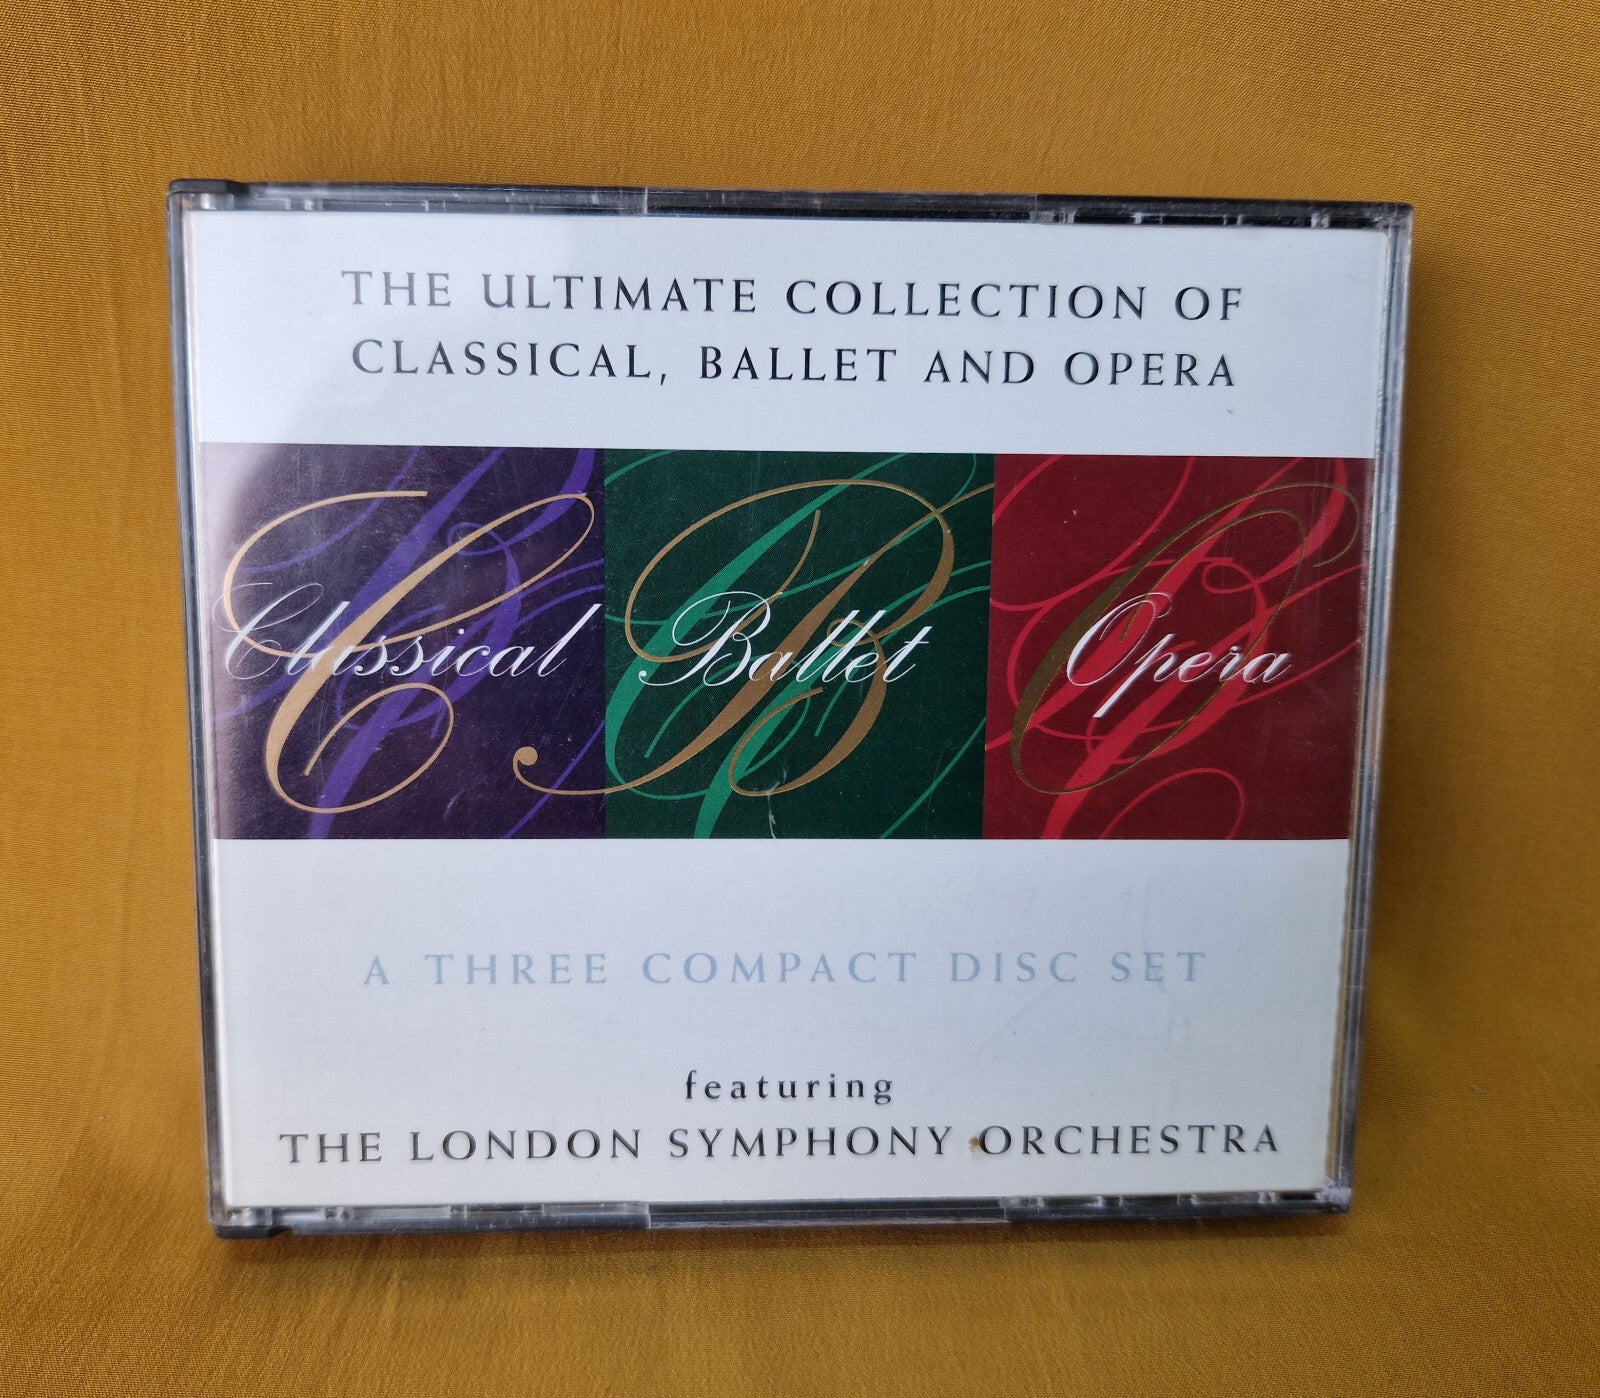 THE ULTIMATE COLLECTION OF
CLASSICAL, BALLET AND OPERA
Classical Ballet Opera
A THREE COMPACT DISC SET
featuring
THE LONDON SYMPHONY ORCHESTRA